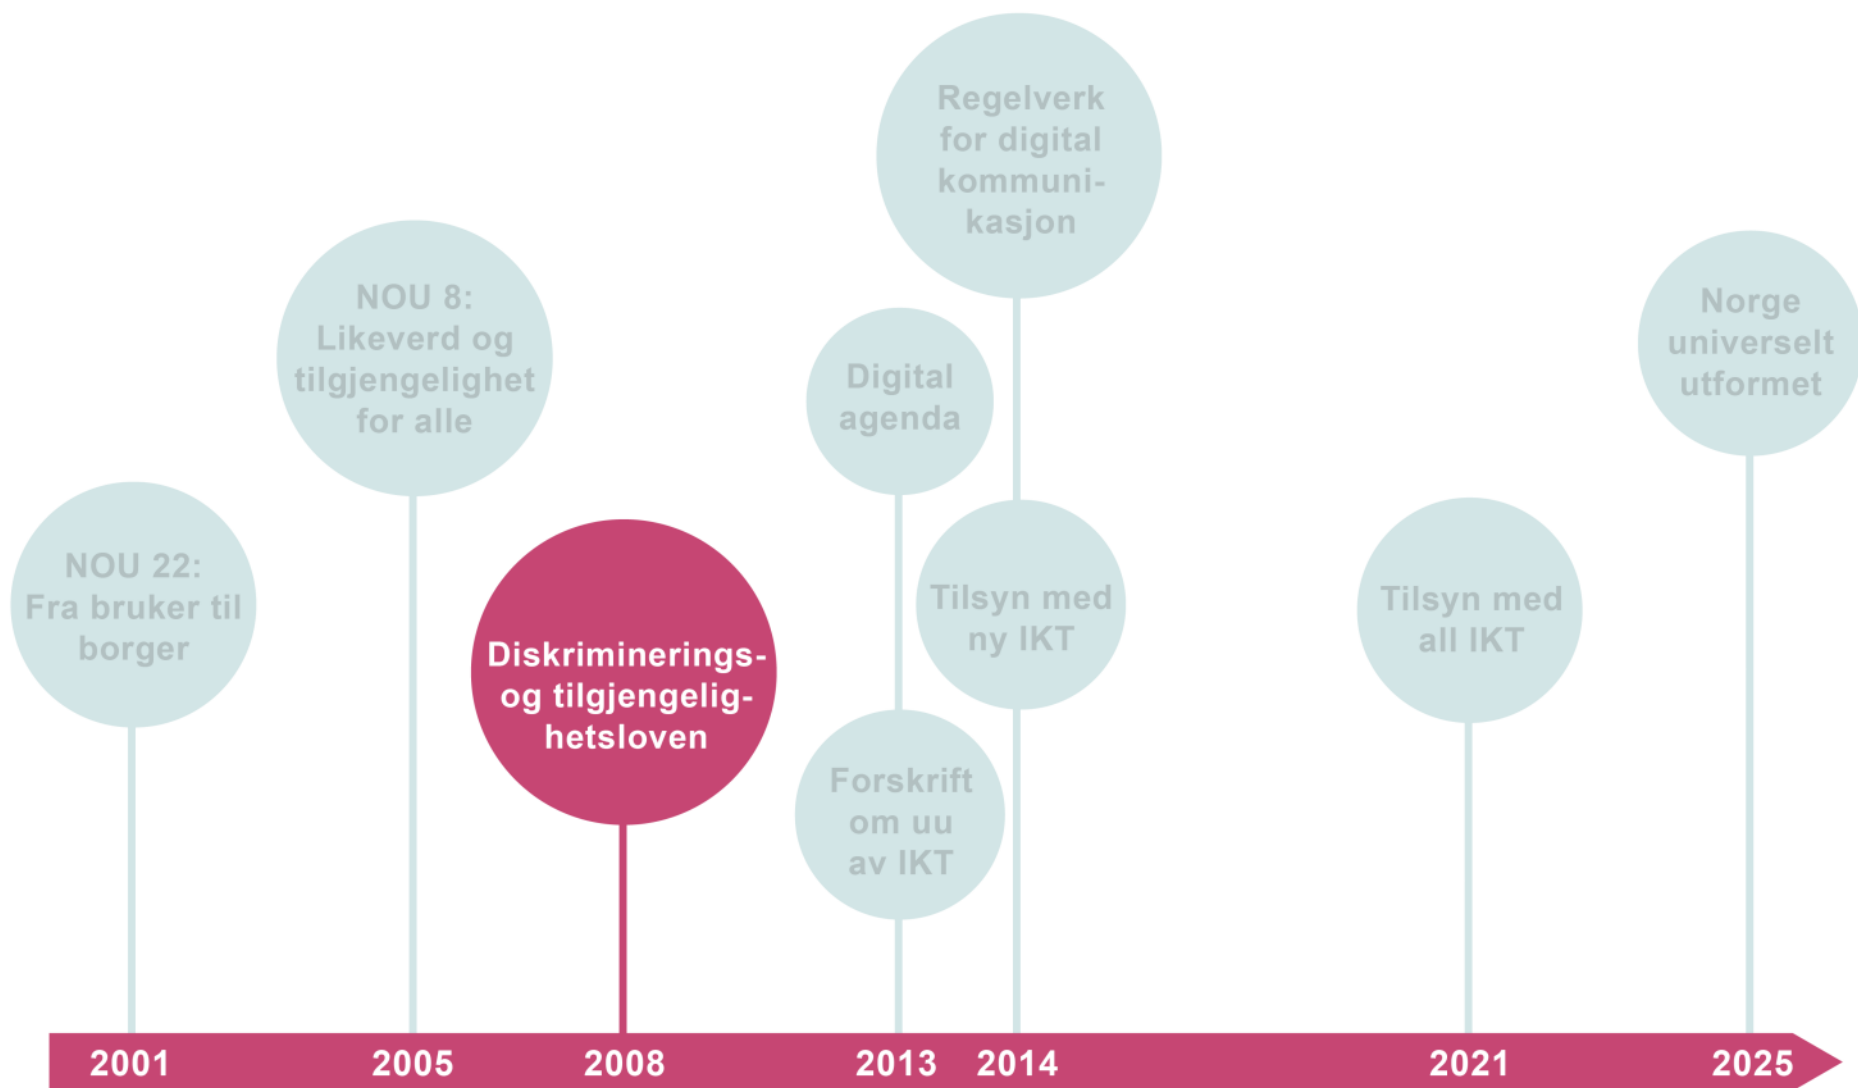 NOU 22:
Fra bruker til
borger
NOU 8:
Likeverd og
tilgjengelighet
for alle
Diskriminerings-
og tilgjengelig-
hetsloven
Digital
agenda
Forskrift
om uu
av IKT
Regelverk
for digital
kommuni-
kasjon
Tilsyn med
ny IKT
Tilsyn med
all IKT
Norge
universelt
utformet
2001 2005 2008 2013 2014 2021 2025